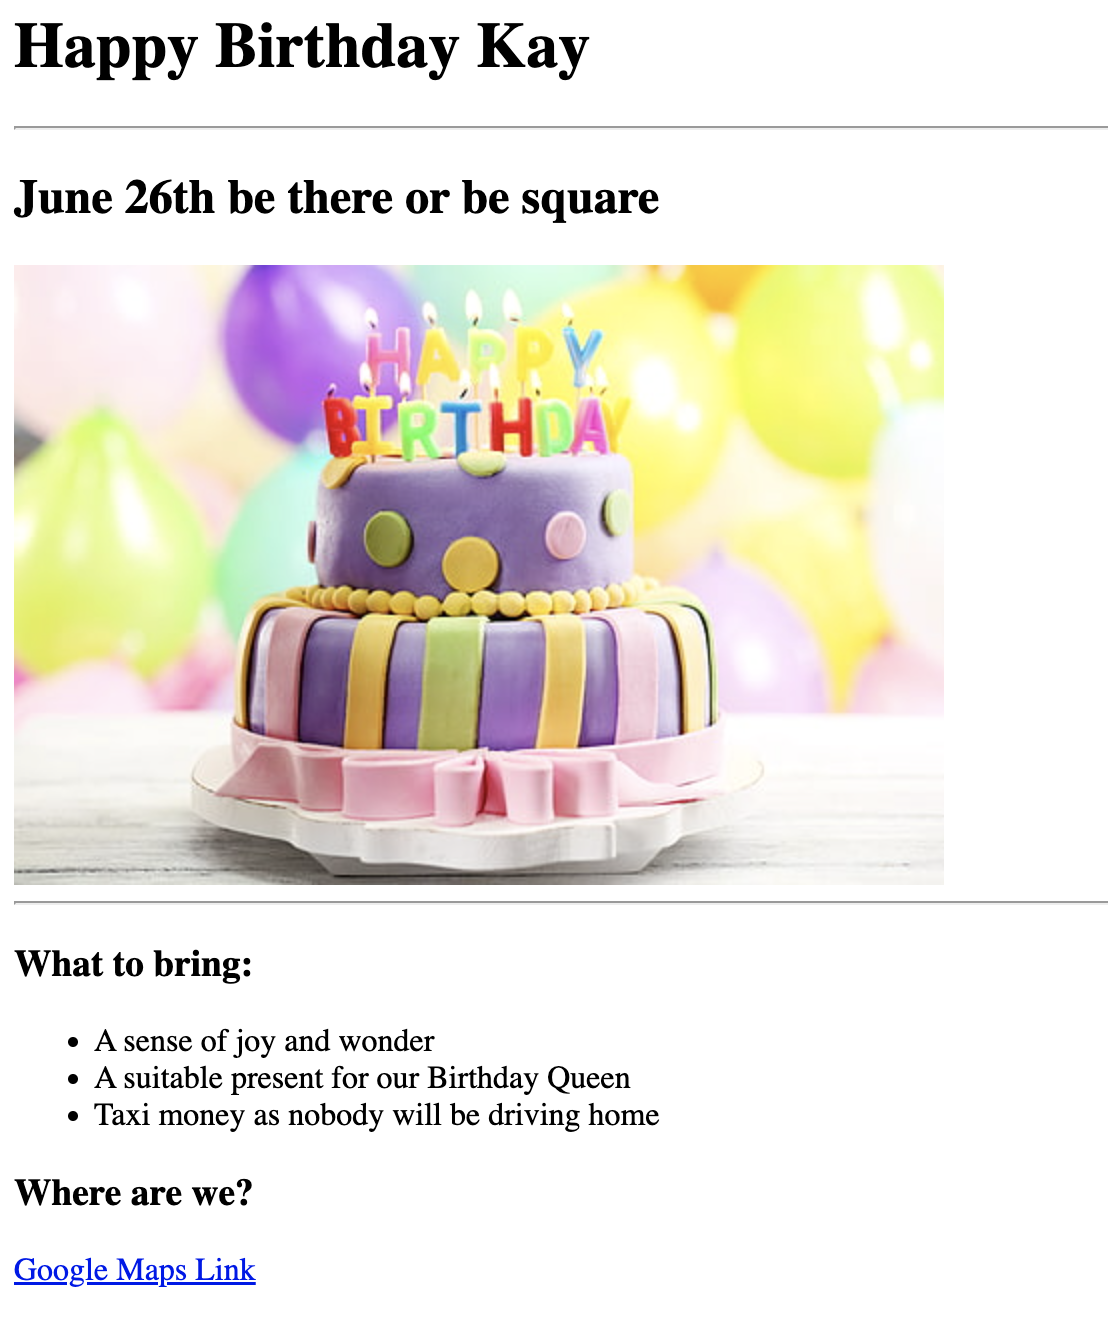 Happy Birthday Kay
June 26th be there or be square
HAPPY
BIRTHDAY
What to bring:
A sense of joy and wonder
A suitable present for our Birthday Queen
Taxi money as nobody will be driving home
Where are we?
Google Maps Link